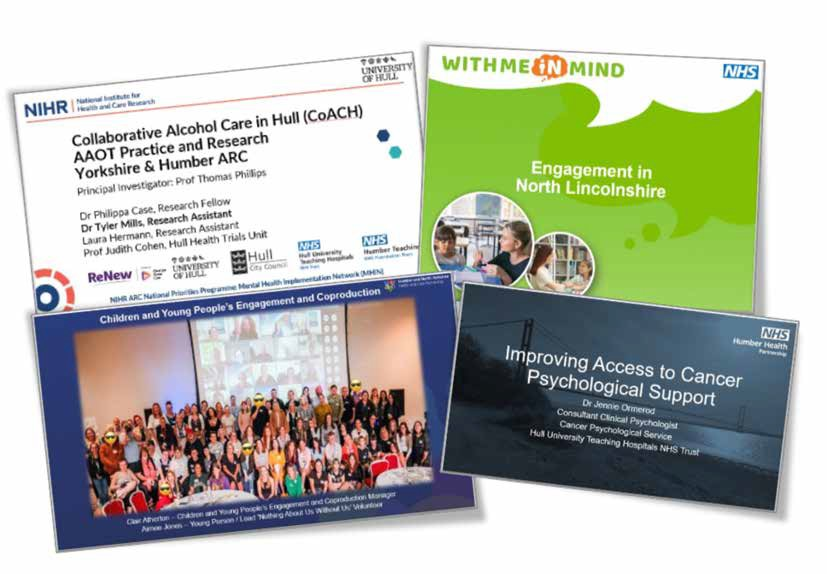 NIHR | National Institute for
Health and Care Research
UNIVERSITY
OF HULL
Collaborative Alcohol Care in Hull (CoACH)
AAOT Practice and Research
Yorkshire & Humber ARC
Principal Investigator: Prof Thomas Phillips
Dr Philippa Case, Research Fellow
Dr Tyler Mills, Research Assistant
Laura Hermann, Research Assistant
Prof Judith Cohen, Hull Health Trials Unit
ReNew
UNIVERSITY
OF HULL
Hull
City Council
NHS
Hull University
Teaching Hospitals
NHS Trust
NHS
Humber Teaching
NHS Foundation Trust
NIHR ARC National Priorities Programme Mental Health Implementation Network (MHIN)
WITH ME iN MIND
NHS
Engagement in
North Lincolnshire
Children and Young People's Engagement and Coproduction
Clair Atherton – Children and Young People's Engagement and Coproduction Manager
Aimee Jones – Young Person / Lead 'Nothing About Us Without Us' Volunteer
NHS
Humber Health
Partnership
Improving Access to Cancer
Psychological Support
Dr Jennie Ormerod
Consultant Clinical Psychologist
Cancer Psychological Service
Hull University Teaching Hospitals NHS Trust